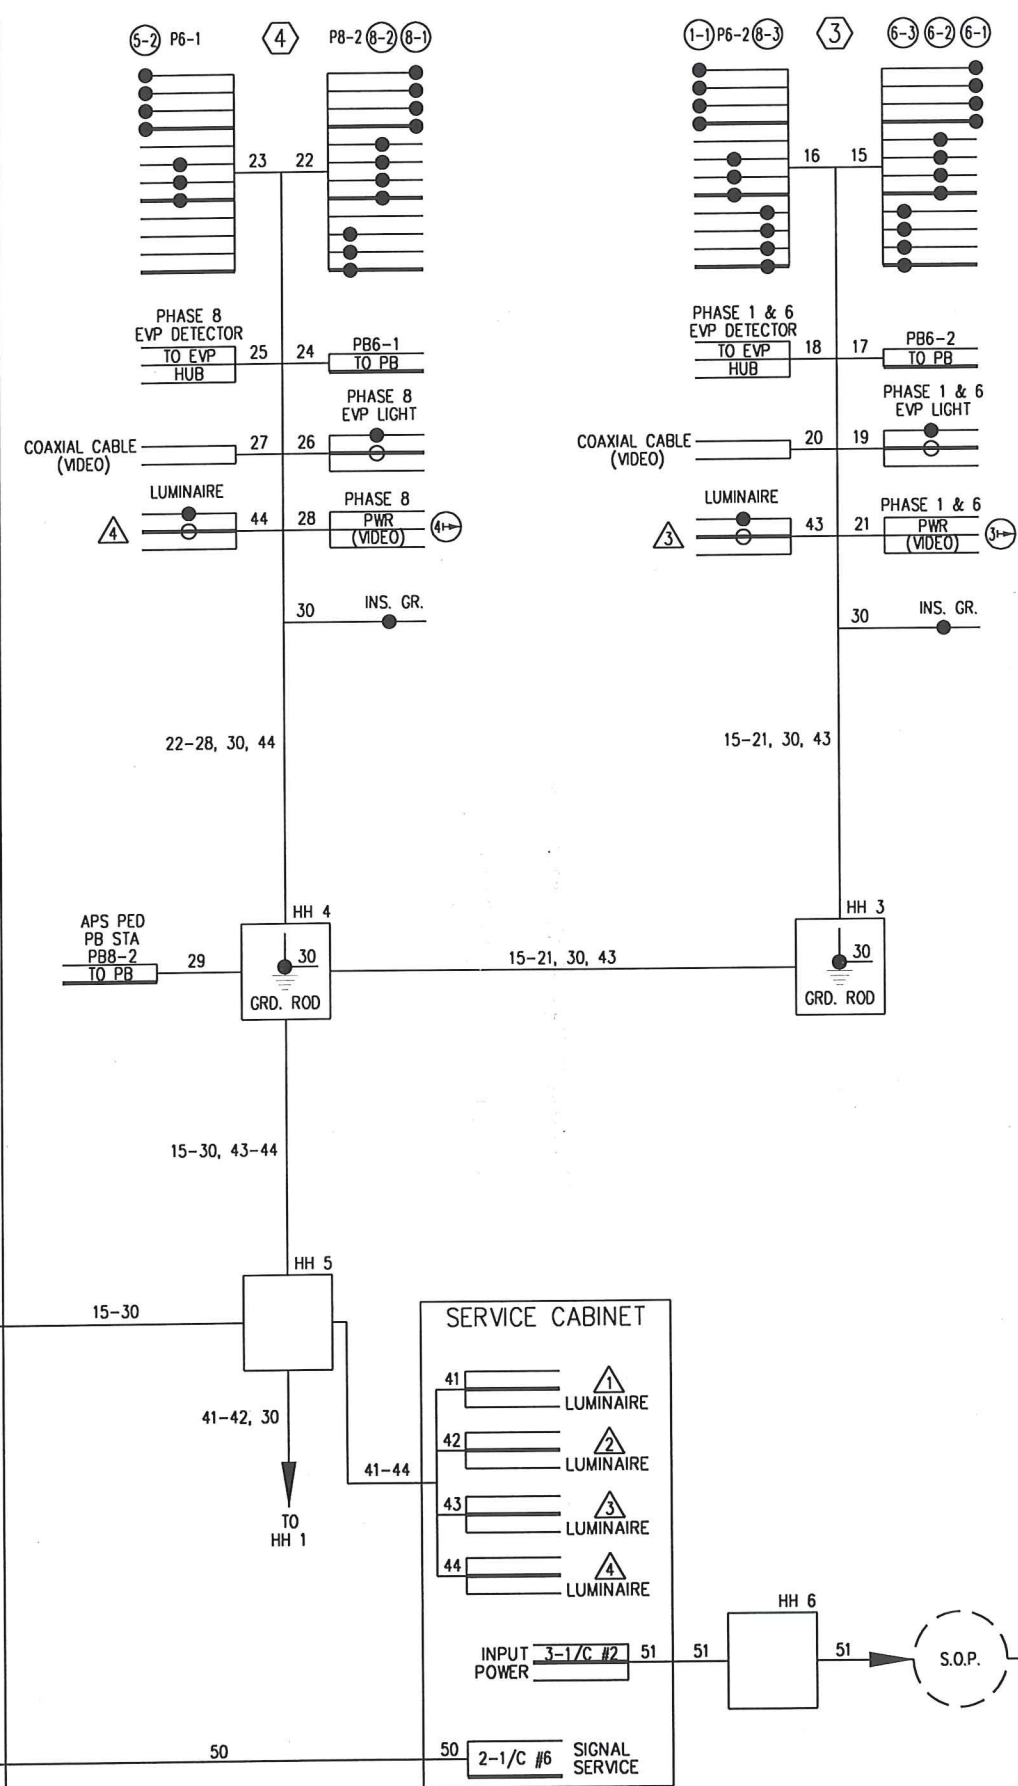 5-2 P6-1 4 P8-2 8-2 8-1
1-1 P6-2 8-3 3 6-3 6-2 6-1
23 22
16 15
PHASE 8
EVP DETECTOR
TO EVP
HUB
25 24
PB6-1
TO PB
PHASE 1 & 6
EVP DETECTOR
TO EVP
HUB
18 17
PB6-2
TO PB
COAXIAL CABLE
(VIDEO)
27 26
PHASE 8
EVP LIGHT
COAXIAL CABLE
(VIDEO)
20 19
PHASE 1 & 6
EVP LIGHT
LUMINAIRE
4
44 28
PHASE 8
PWR
(VIDEO)
4
LUMINAIRE
3
43 21
PHASE 1 & 6
PWR
(VIDEO)
3
30 INS. GR.
30 INS. GR.
22-28, 30, 44
15-21, 30, 43
HH 4
30
GRD. ROD
HH 3
30
GRD. ROD
APS PED
PB STA
PB8-2
TO PB
29
15-21, 30, 43
15-30, 43-44
HH 5
15-30
41-42, 30
TO
HH 1
41-44
SERVICE CABINET
41 1
LUMINAIRE
42 2
LUMINAIRE
43 3
LUMINAIRE
44 4
LUMINAIRE
INPUT
POWER
3-1/C #2
51 51
HH 6
51
S.O.P.
50
50 2-1/C #6
SIGNAL
SERVICE